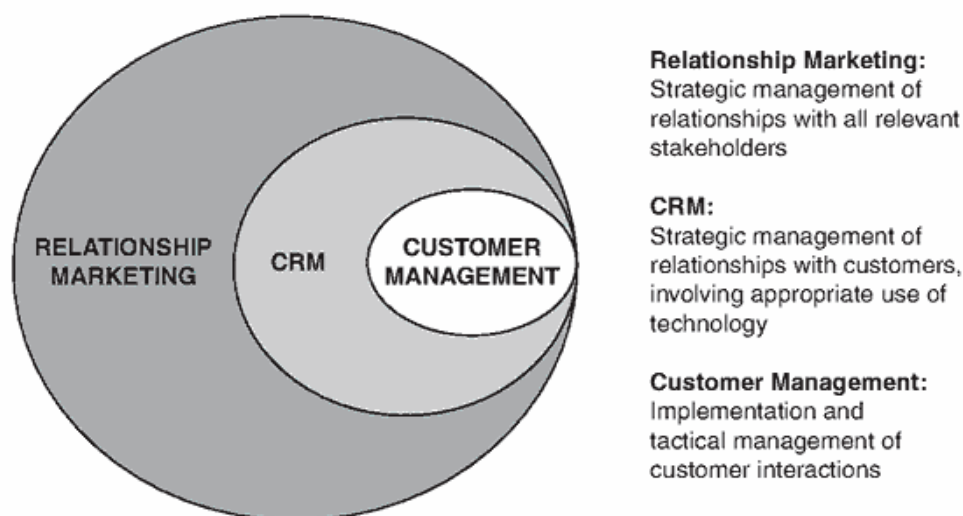 RELATIONSHIP
MARKETING
CRM
CUSTOMER
MANAGEMENT
Relationship Marketing:
Strategic management of
relationships with all relevant
stakeholders
CRM:
Strategic management of
relationships with customers,
involving appropriate use of
technology
Customer Management:
Implementation and
tactical management of
customer interactions